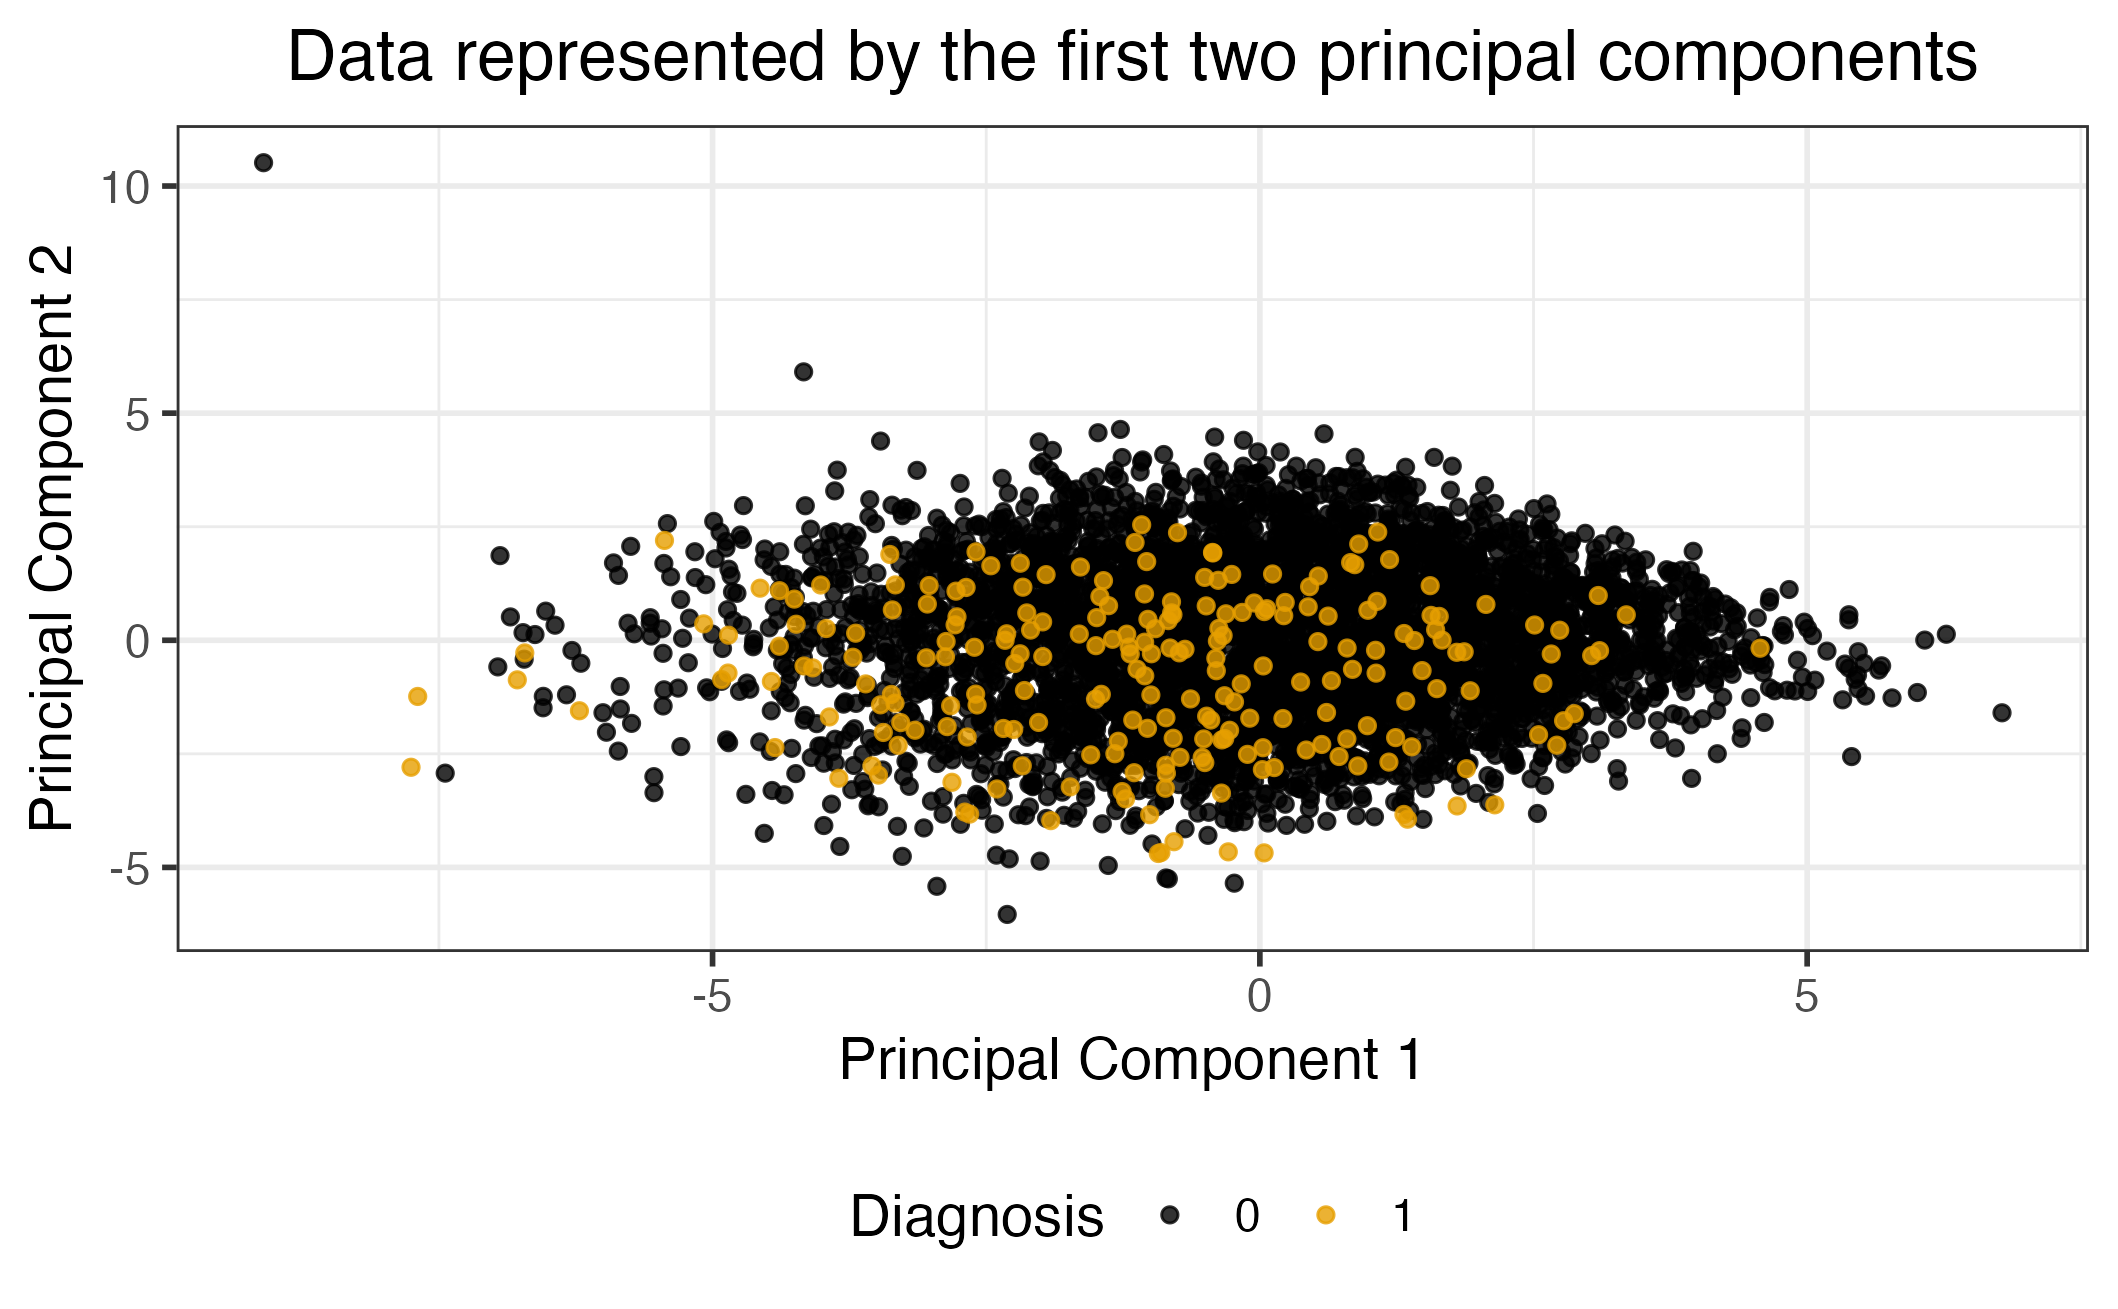 Data represented by the first two principal components
Principal Component 2
10
5
0
-5
-5 0 5
Principal Component 1
Diagnosis 0 1